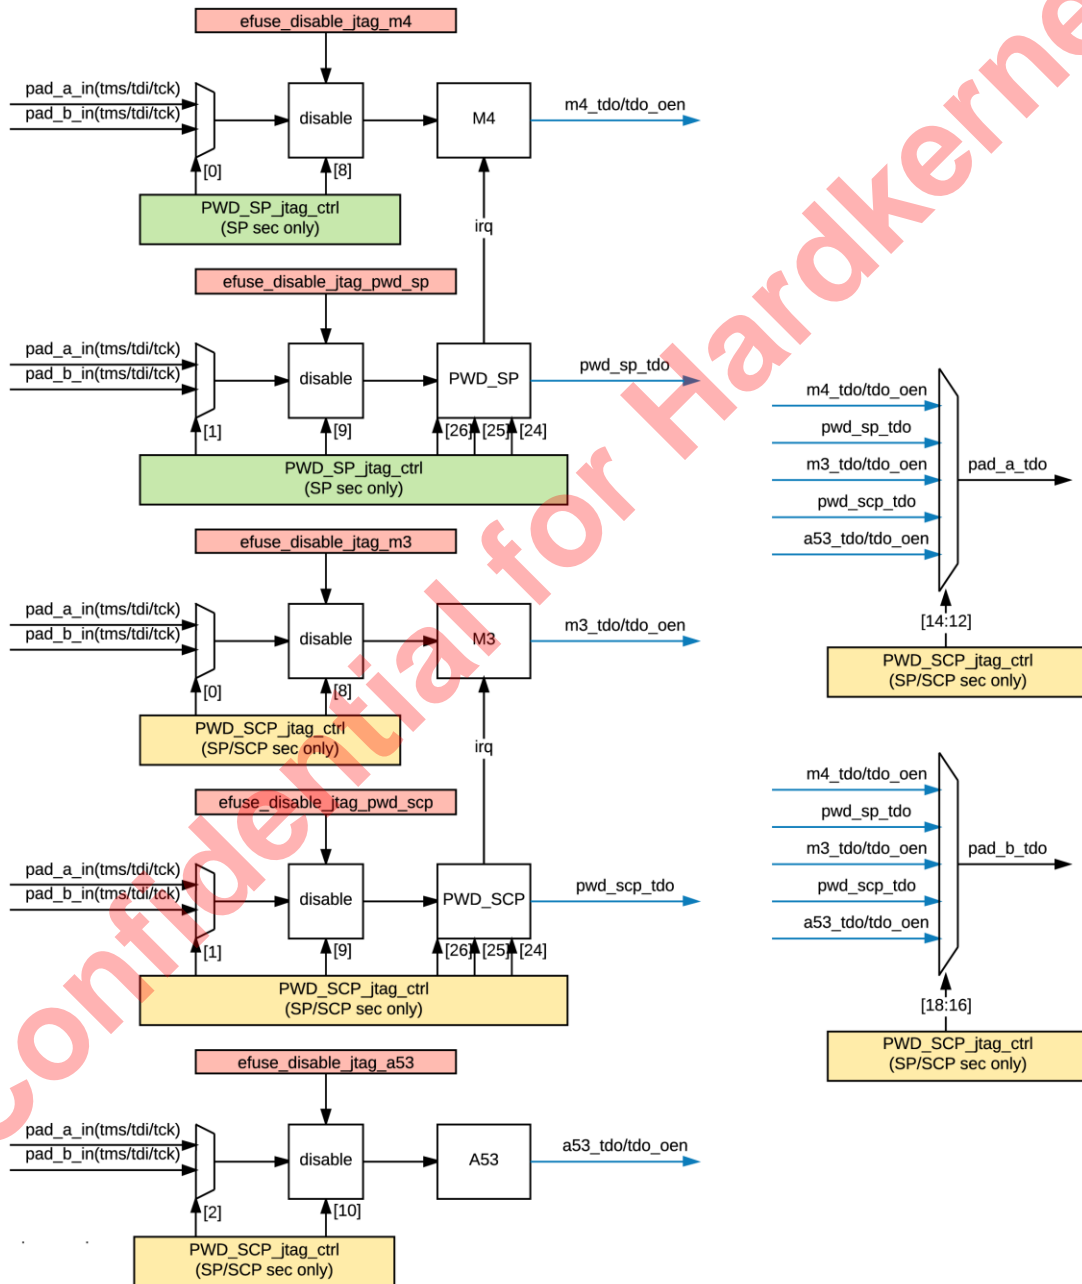 efuse_disable_jtag_m4
pad_a_in(tms/tdi/tck)
pad_b_in(tms/tdi/tck)
disable
M4
m4_tdo/tdo_oen
[0]
[8]
PWD_SP_jtag_ctrl
(SP sec only)
irq
efuse_disable_jtag_pwd_sp
pad_a_in(tms/tdi/tck)
pad_b_in(tms/tdi/tck)
disable
PWD_SP
pwd_sp_tdo
[1]
[9]
[26]
[25]
[24]
PWD_SP_jtag_ctrl
(SP sec only)
efuse_disable_jtag_m3
pad_a_in(tms/tdi/tck)
pad_b_in(tms/tdi/tck)
disable
M3
m3_tdo/tdo_oen
[0]
[8]
PWD_SCP_jtag_ctrl
(SP/SCP sec only)
irq
efuse_disable_jtag_pwd_scp
pad_a_in(tms/tdi/tck)
pad_b_in(tms/tdi/tck)
disable
PWD_SCP
pwd_scp_tdo
[1]
[9]
[26]
[25]
[24]
PWD_SCP_jtag_ctrl
(SP/SCP sec only)
efuse_disable_jtag_a53
pad_a_in(tms/tdi/tck)
pad_b_in(tms/tdi/tck)
disable
A53
a53_tdo/tdo_oen
[2]
[10]
PWD_SCP_jtag_ctrl
(SP/SCP sec only)
m4_tdo/tdo_oen
pwd_sp_tdo
m3_tdo/tdo_oen
pwd_scp_tdo
a53_tdo/tdo_oen
pad_a_tdo
[14:12]
PWD_SCP_jtag_ctrl
(SP/SCP sec only)
m4_tdo/tdo_oen
pwd_sp_tdo
m3_tdo/tdo_oen
pwd_scp_tdo
a53_tdo/tdo_oen
pad_b_tdo
[18:16]
PWD_SCP_jtag_ctrl
(SP/SCP sec only)
Confidential for Hardkerne